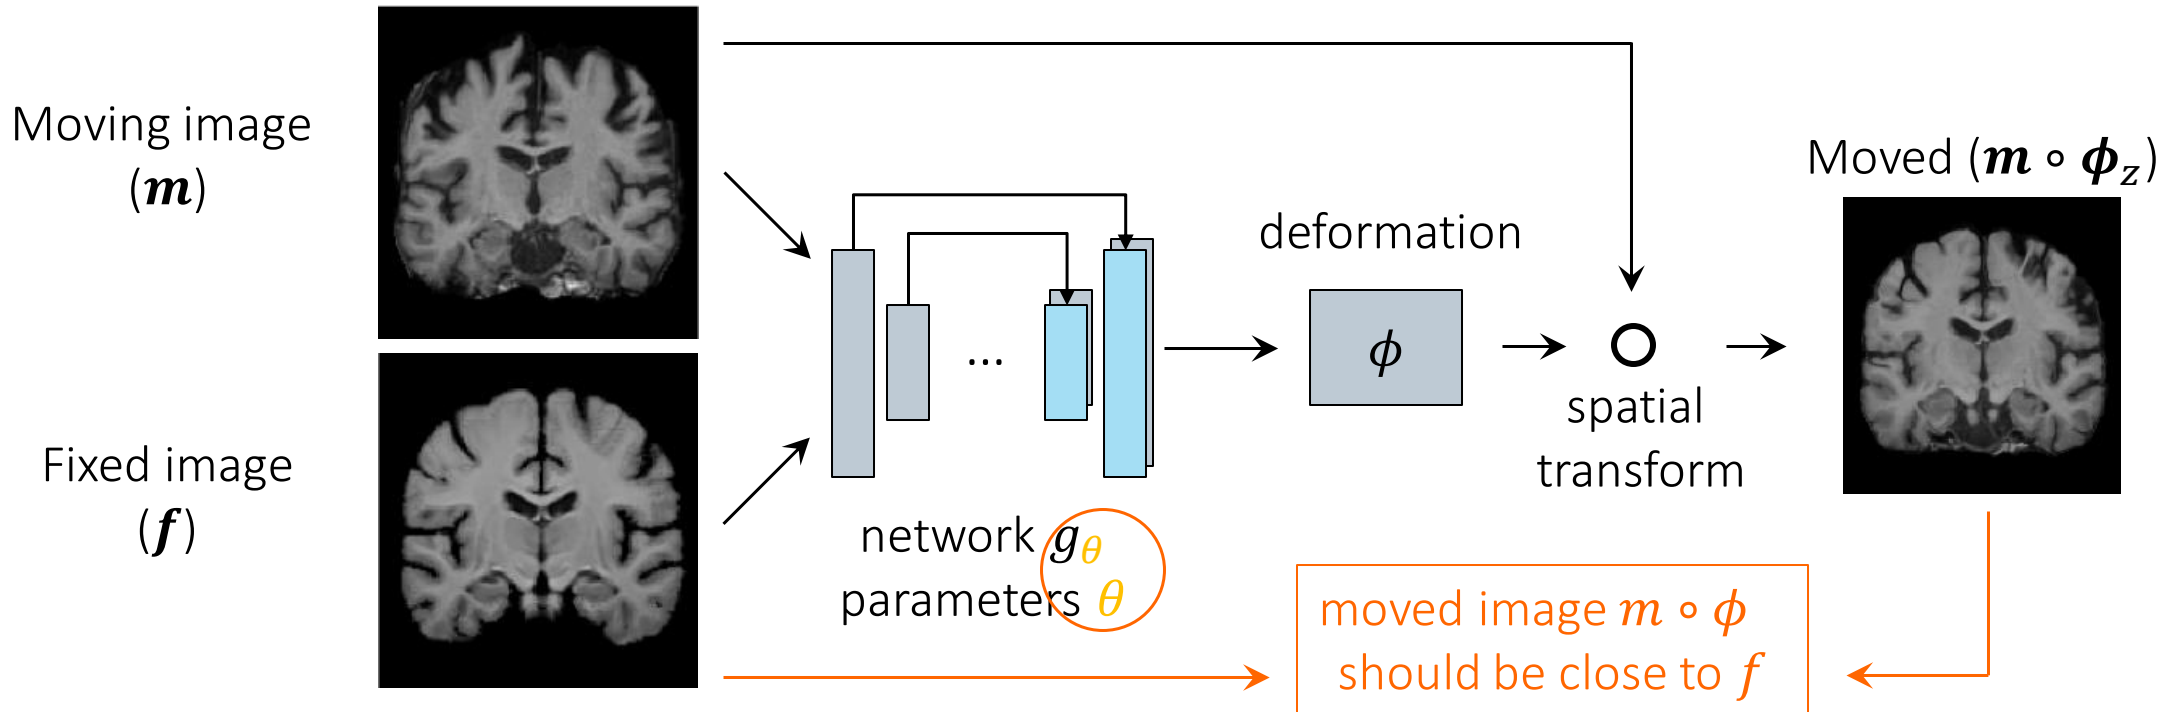 Moving image
(m)
Fixed image
(f)
...
network gθ
parameters θ
deformation
ϕ
spatial
transform
Moved (m ∘ ϕz)
moved image m ∘ ϕ
should be close to f